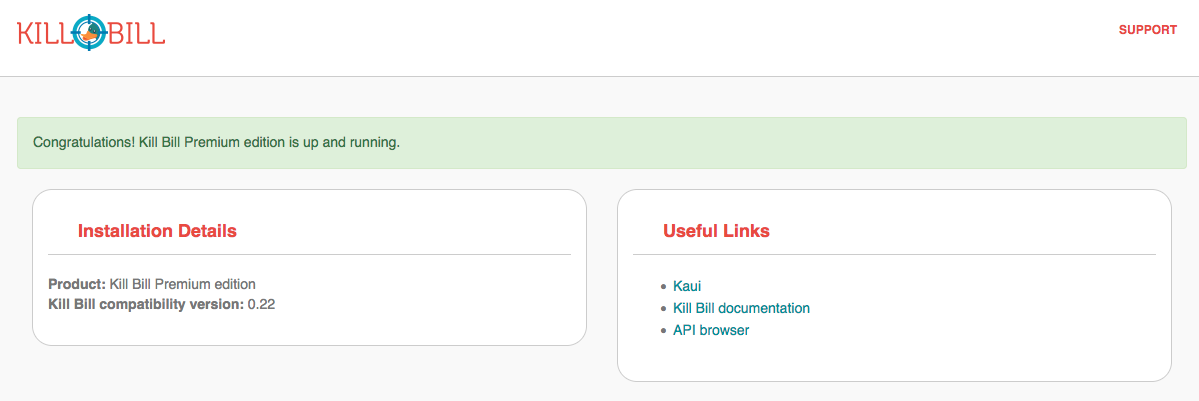 KILL BILL
SUPPORT
Congratulations! Kill Bill Premium edition is up and running.
Installation Details
Product: Kill Bill Premium edition
Kill Bill compatibility version: 0.22
Useful Links
Kaui
Kill Bill documentation
API browser